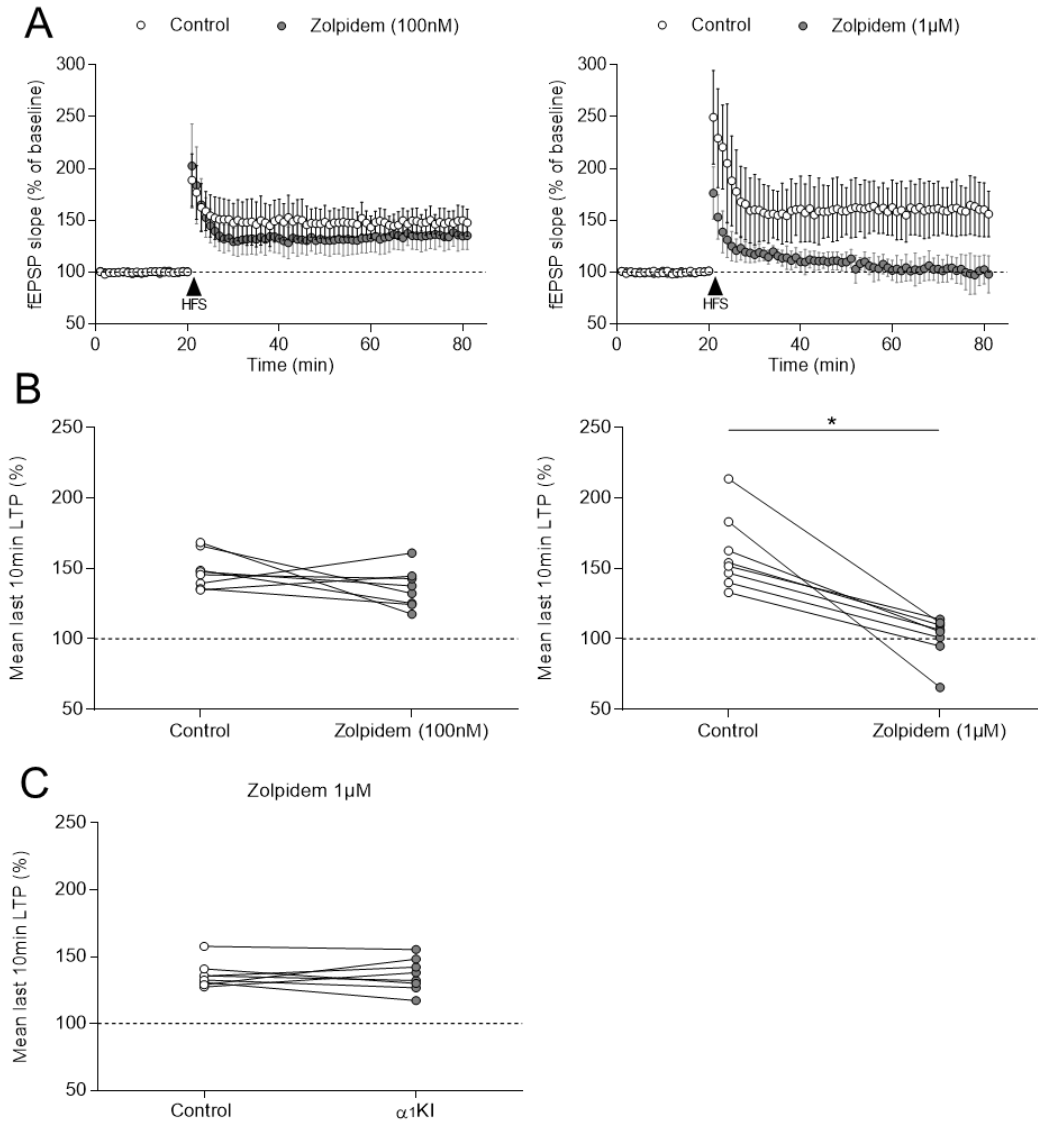 A
Control Zolpidem (100nM)
Control Zolpidem (1µM)
fEPSP slope (% of baseline)
300
250
200
150
100
50
HFS
0 20 40 60 80
Time (min)
fEPSP slope (% of baseline)
300
250
200
150
100
50
HFS
0 20 40 60 80
Time (min)
B
Mean last 10min LTP (%)
250
200
150
100
50
Control Zolpidem (100nM)
Mean last 10min LTP (%)
250
200
150
100
50
*
Control Zolpidem (1µM)
C
Zolpidem 1µM
Mean last 10min LTP (%)
250
200
150
100
50
Control α1KI